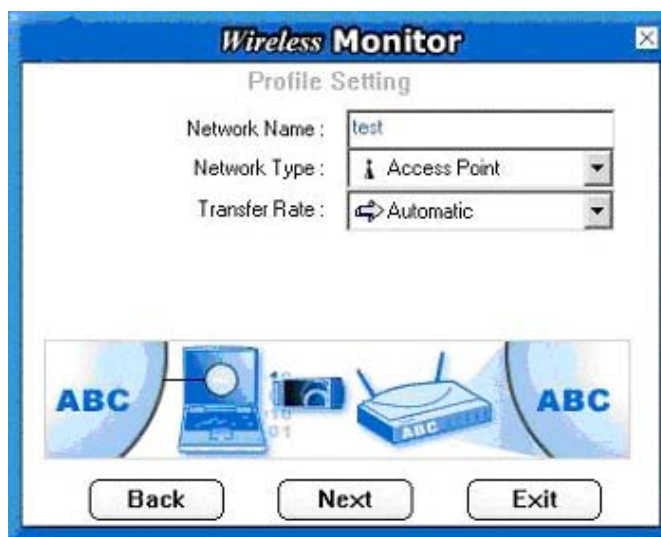 Wireless Monitor
Profile Setting
Network Name : test
Network Type : Access Point
Transfer Rate : Automatic
ABC
ABC
ABC
Back Next Exit